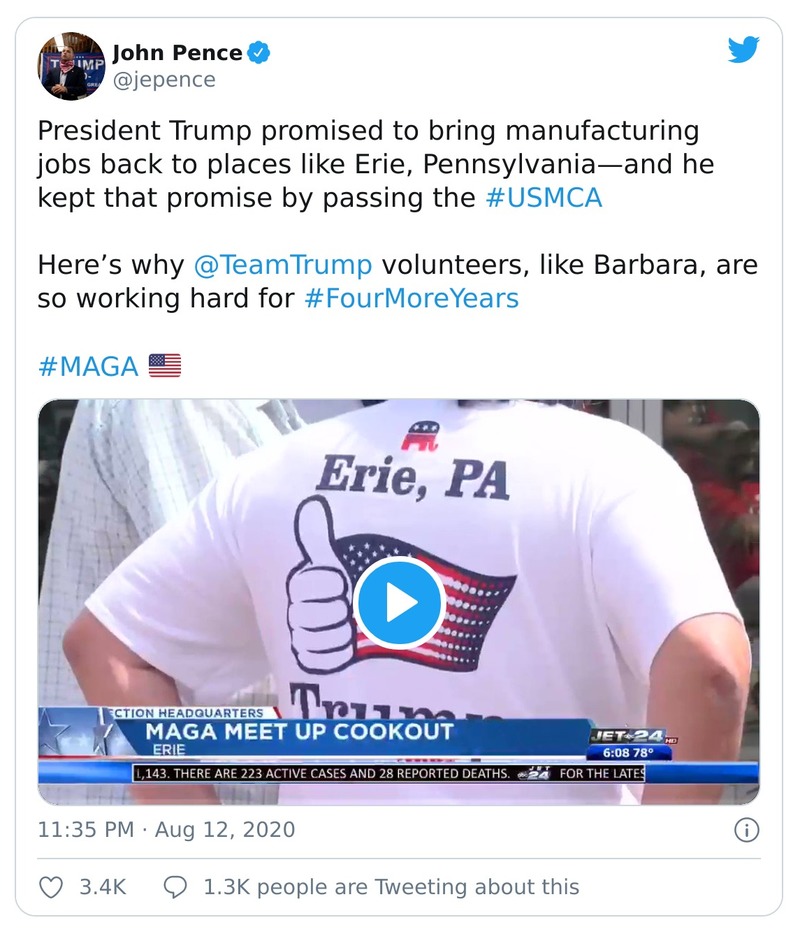 John Pence
@jepence
President Trump promised to bring manufacturing
jobs back to places like Erie, Pennsylvania—and he
kept that promise by passing the #USMCA
Here’s why @TeamTrump volunteers, like Barbara, are
so working hard for #FourMoreYears
#MAGA 🇺🇸
Erie, PA
Trump
CTION HEADQUARTERS
MAGA MEET UP COOKOUT
ERIE
JET 24 HD
6:08 78°
1,143. THERE ARE 223 ACTIVE CASES AND 28 REPORTED DEATHS. JET 24 FOR THE LATES
11:35 PM · Aug 12, 2020
3.4K 1.3K people are Tweeting about this